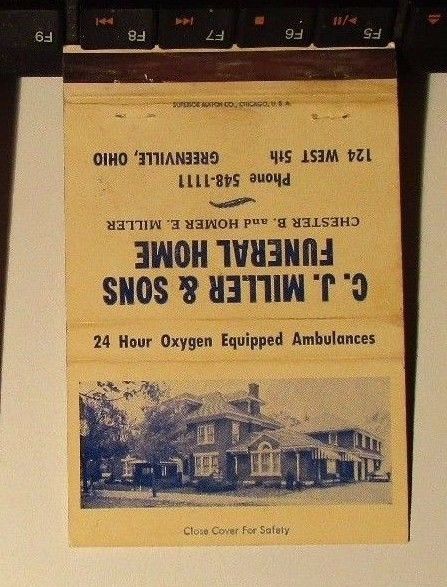 F9
F8
F7
F6
F5
24 Hour Oxygen Equipped Ambulances
Close Cover For Safety
C. J. MILLER & SONS
FUNERAL HOME
CHESTER B. and HOMER E. MILLER
Phone 548-1111
124 WEST 5th GREENVILLE, OHIO
SUPERIOR MATCH CO., CHICAGO, U. S. A.